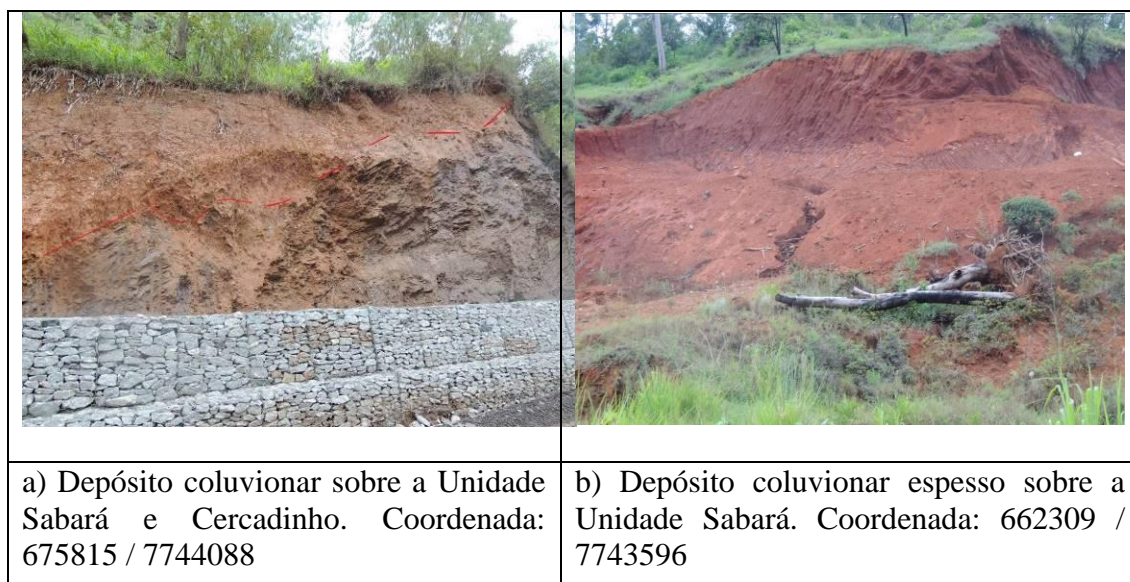 a) Depósito coluvionar sobre a Unidade
Sabará e Cercadinho. Coordenada:
675815 / 7744088
b) Depósito coluvionar espesso sobre a
Unidade Sabará. Coordenada: 662309 /
7743596